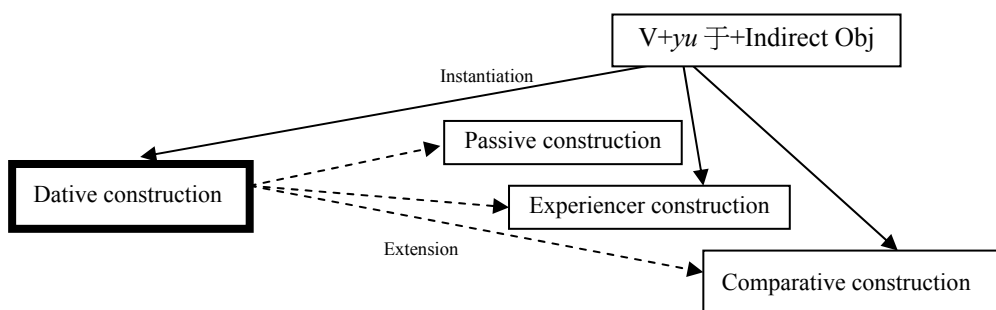 V+yu 于+Indirect Obj
Instantiation
Passive construction
Dative construction
Experiencer construction
Extension
Comparative construction